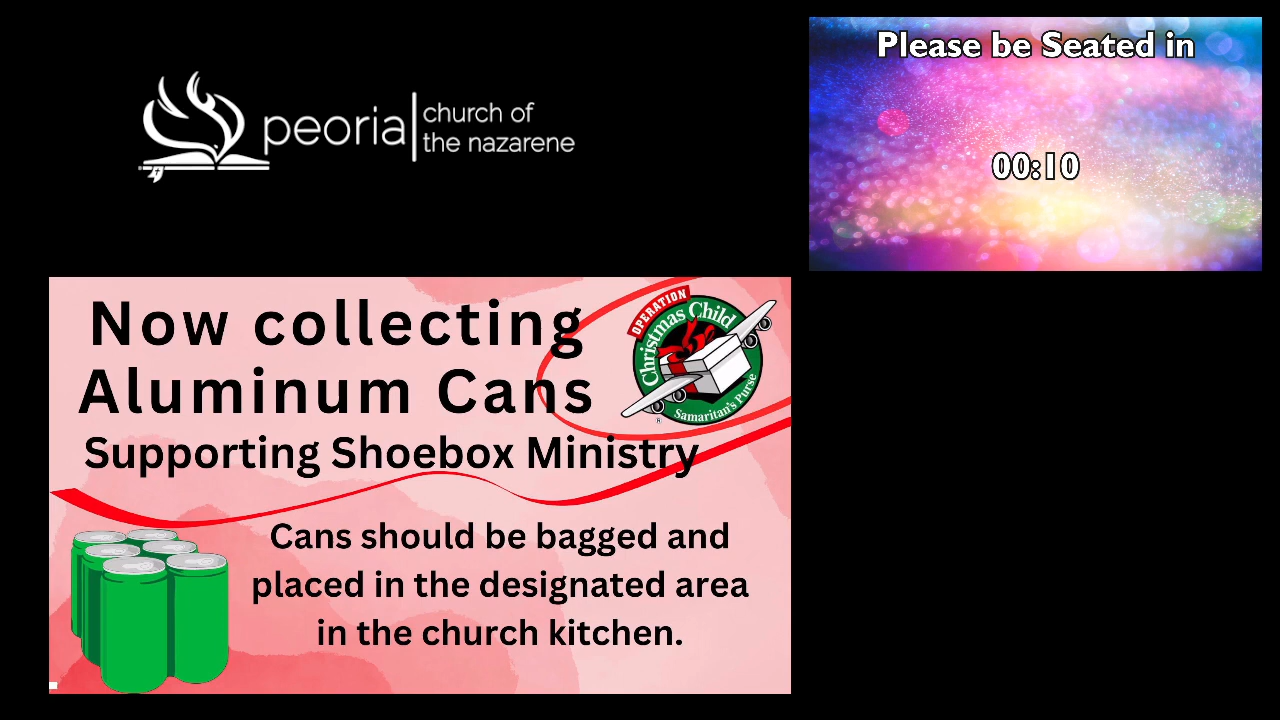 peoria
church of
the nazarene
Please be Seated in
00:10
Now collecting
Aluminum Cans
Supporting Shoebox Ministry
OPERATION
Christmas Child
Samaritan's Purse
®
Cans should be bagged and
placed in the designated area
in the church kitchen.